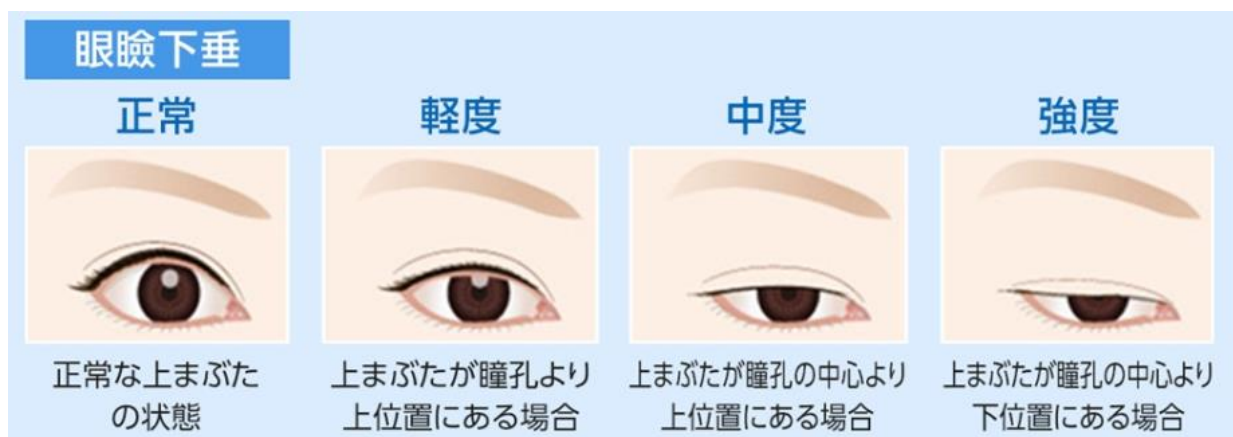 眼瞼下垂
正常
軽度
中度
強度
正常な上まぶた
の状態
上まぶたが瞳孔より
上位置にある場合
上まぶたが瞳孔の中心より
上位置にある場合
上まぶたが瞳孔の中心より
下位置にある場合